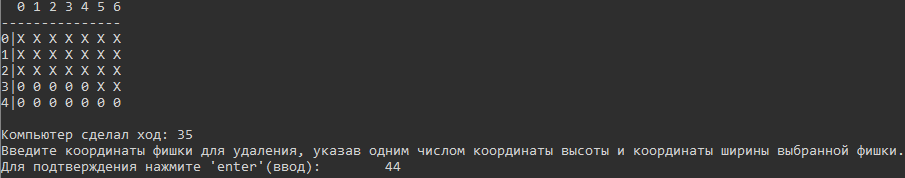 0 1 2 3 4 5 6
---------------
0|X X X X X X X
1|X X X X X X X
2|X X X X X X X
3|0 0 0 0 0 X X
4|0 0 0 0 0 0 0
Компьютер сделал ход: 35
Введите координаты фишки для удаления, указав одним числом координаты высоты и координаты ширины выбранной фишки.
Для подтверждения нажмите 'enter'(ввод): 44